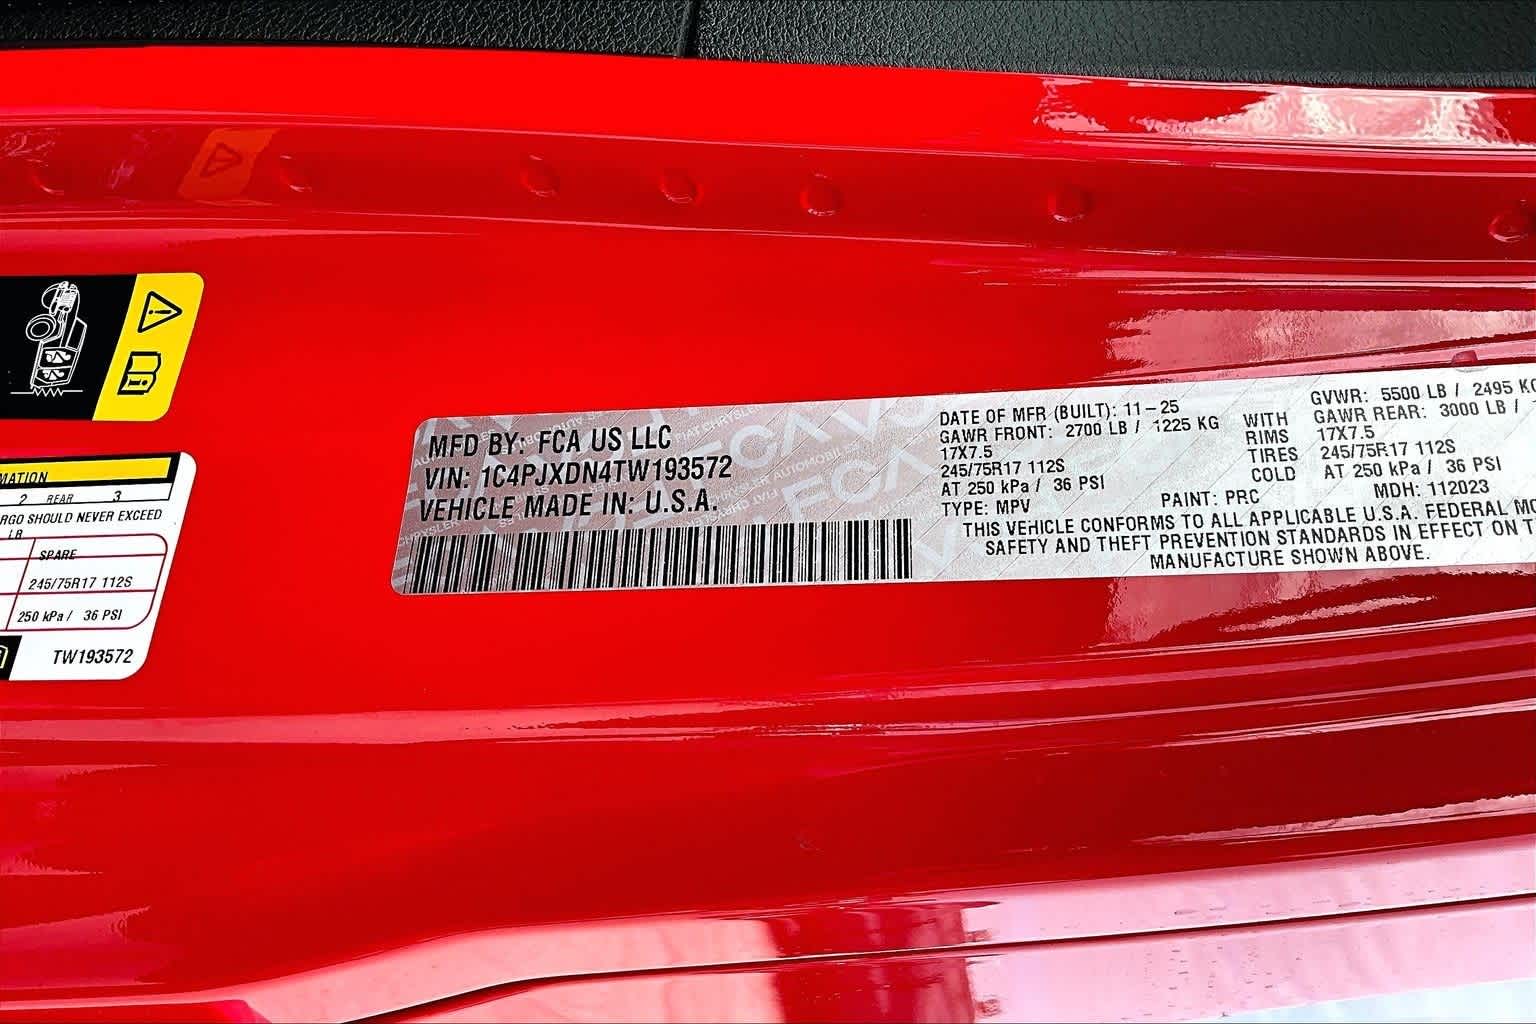 MATION
2 REAR 3
RGO SHOULD NEVER EXCEED
LB
SPARE
245/75R17 112S
250 kPa / 36 PSI
TW193572
MFD BY: FCA US LLC
VIN: 1C4PJXDN4TW193572
VEHICLE MADE IN: U.S.A.
DATE OF MFR (BUILT): 11-25
GAWR FRONT: 2700 LB / 1225 KG
17X7.5
245/75R17 112S
AT 250 kPa / 36 PSI
TYPE: MPV
WITH
RIMS
TIRES
COLD
GVWR: 5500 LB / 2495 KG
GAWR REAR: 3000 LB /
17X7.5
245/75R17 112S
AT 250 kPa / 36 PSI
PAINT: PRC MDH: 112023
THIS VEHICLE CONFORMS TO ALL APPLICABLE U.S.A. FEDERAL MO
SAFETY AND THEFT PREVENTION STANDARDS IN EFFECT ON T
MANUFACTURE SHOWN ABOVE.